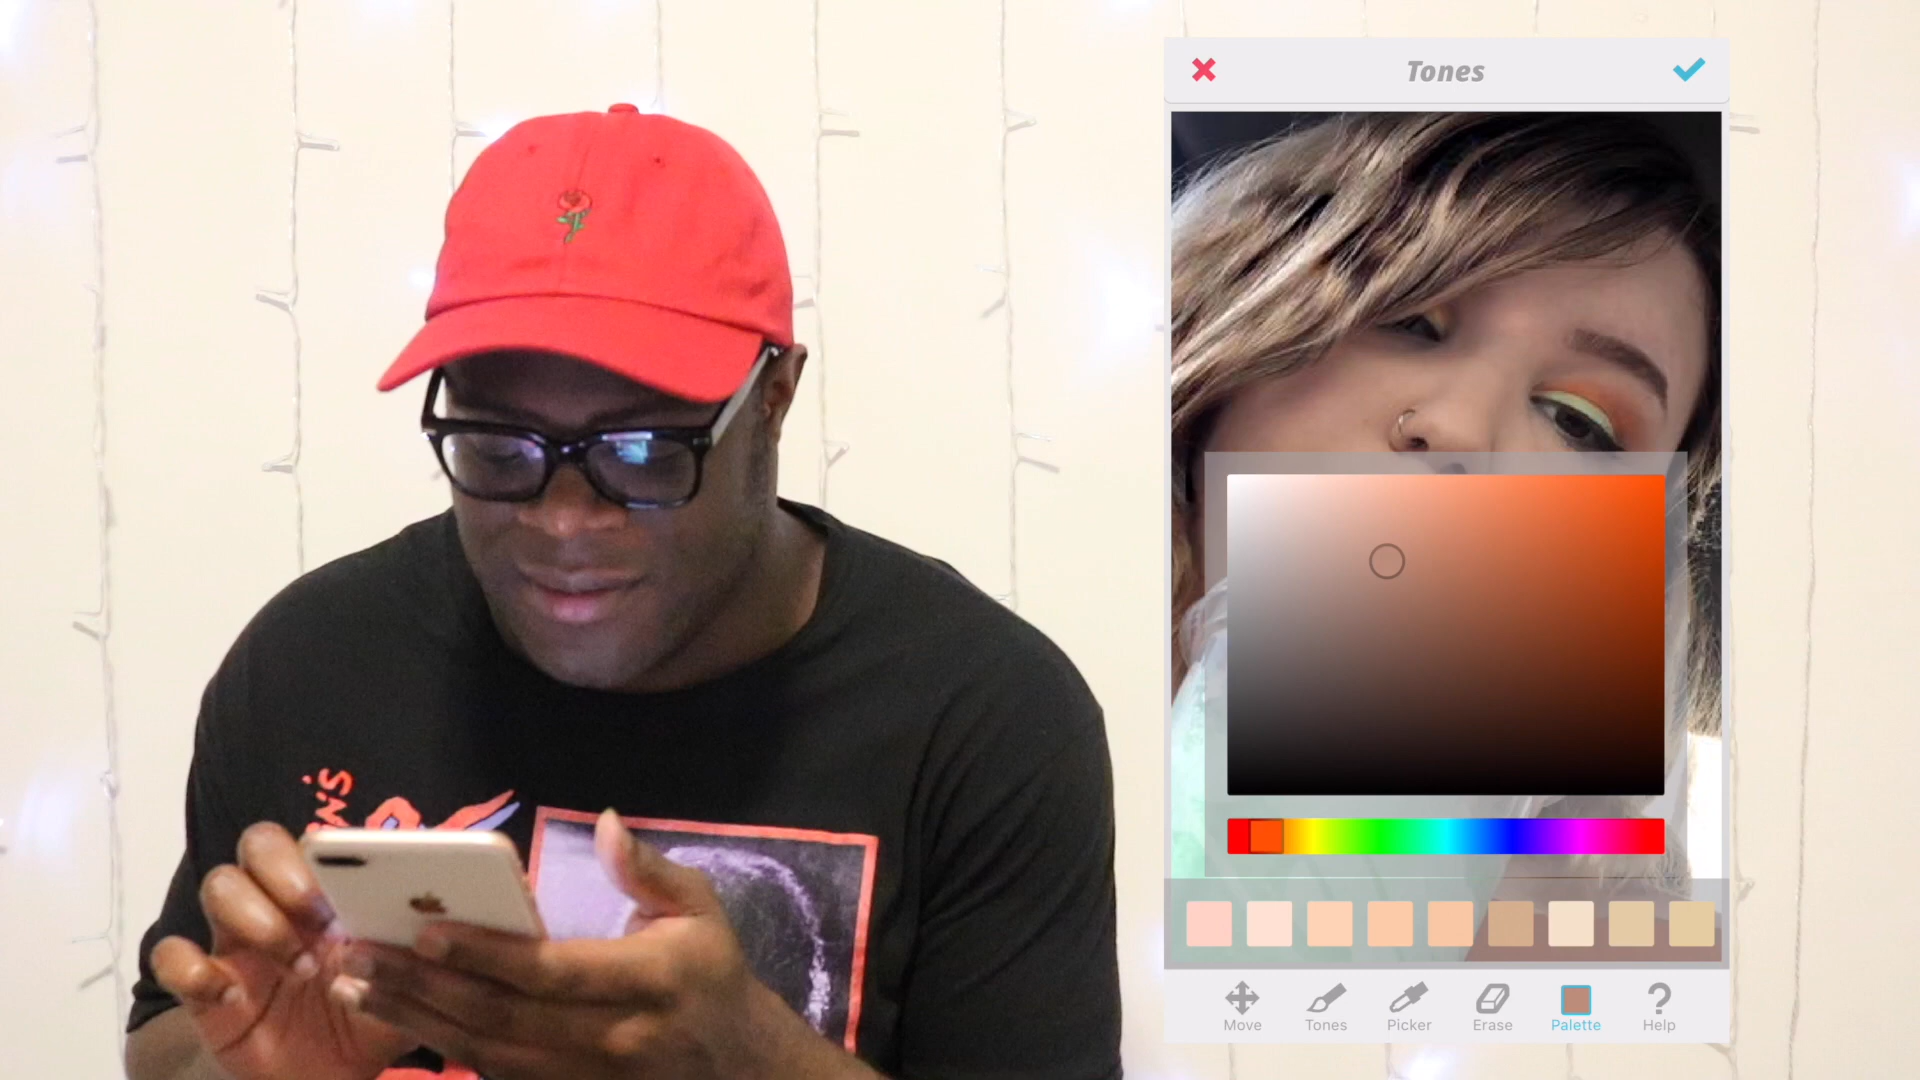 Tones
Move
Tones
Picker
Erase
Palette
Help